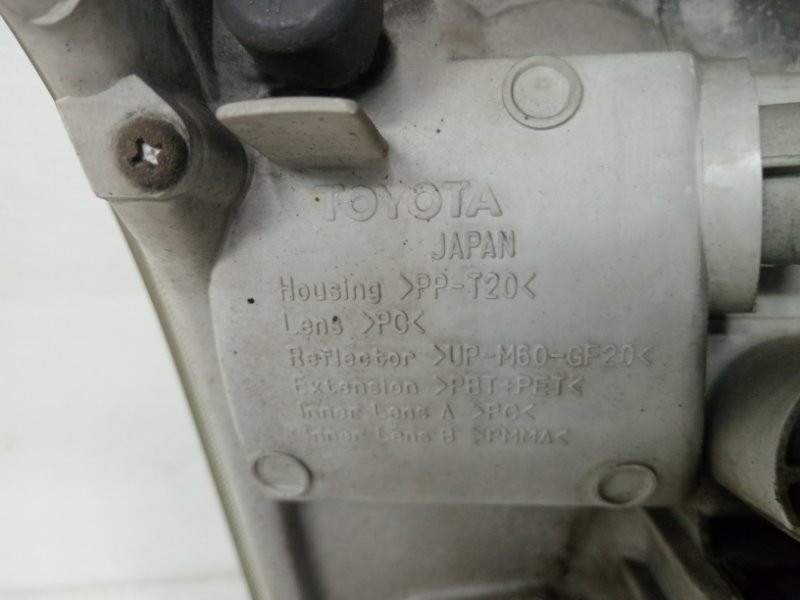 TOYOTA
JAPAN
Housing >PP-T20<
Lens >PC<
Reflector >UP-M60-GF20<
Extension >PBT+PET<
Inner Lens A >PC<
Inner Lens B >PMMA<